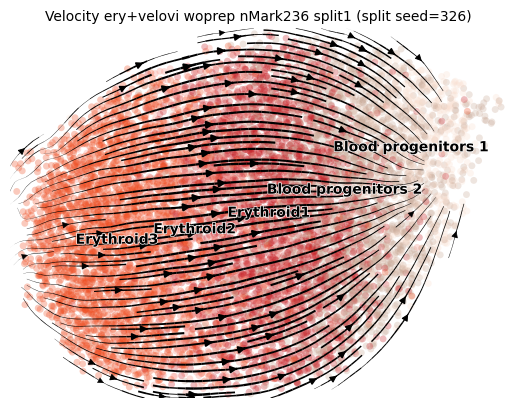 Velocity ery+velovi woprep nMark236 split1 (split seed=326)
Blood progenitors 1
Blood progenitors 2
Erythroid1
Erythroid2
Erythroid3